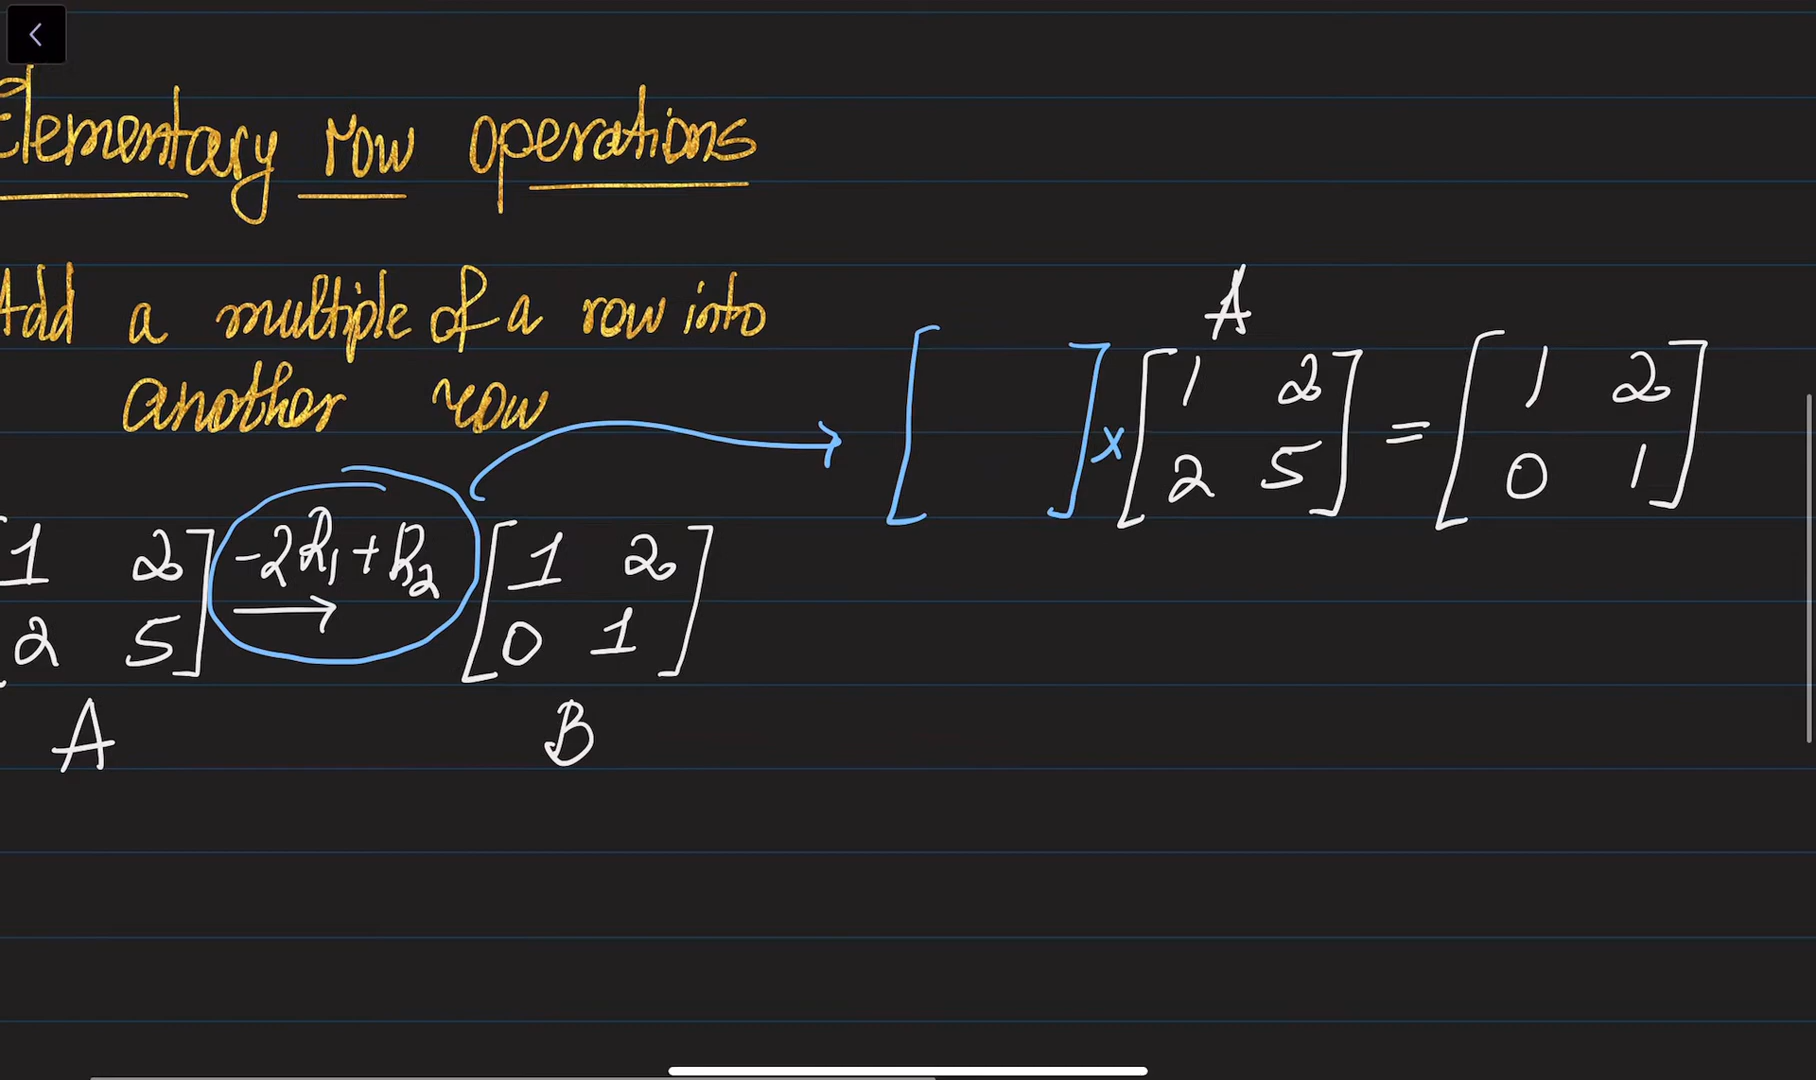 Elementary row operations
Add a multiple of a row into
another row
[1 2
2 5] -2R₁+R₂ → [1 2
0 1]
A B
A
[ ] × [1 2
2 5] = [1 2
0 1]